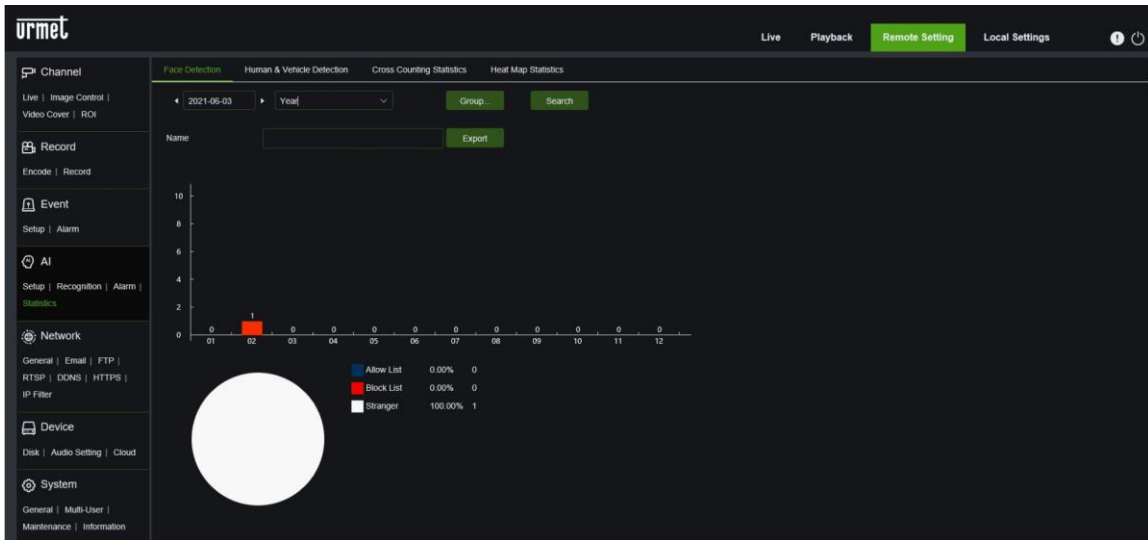 urmet
Live Playback Remote Setting Local Settings
Channel
Live | Image Control |
Video Cover | ROI
Record
Encode | Record
Event
Setup | Alarm
AI
Setup | Recognition | Alarm |
Statistics
Network
General | Email | FTP |
RTSP | DDNS | HTTPS |
IP Filter
Device
Disk | Audio Setting | Cloud
System
General | Multi-User |
Maintenance | Information
Face Detection Human & Vehicle Detection Cross Counting Statistics Heat Map Statistics
2021-06-03 Year Group... Search
Name Export
10
8
6
4
2
0
0 1 0 0 0 0 0 0 0 0 0 0
01 02 03 04 05 06 07 08 09 10 11 12
Allow List 0.00% 0
Block List 0.00% 0
Stranger 100.00% 1